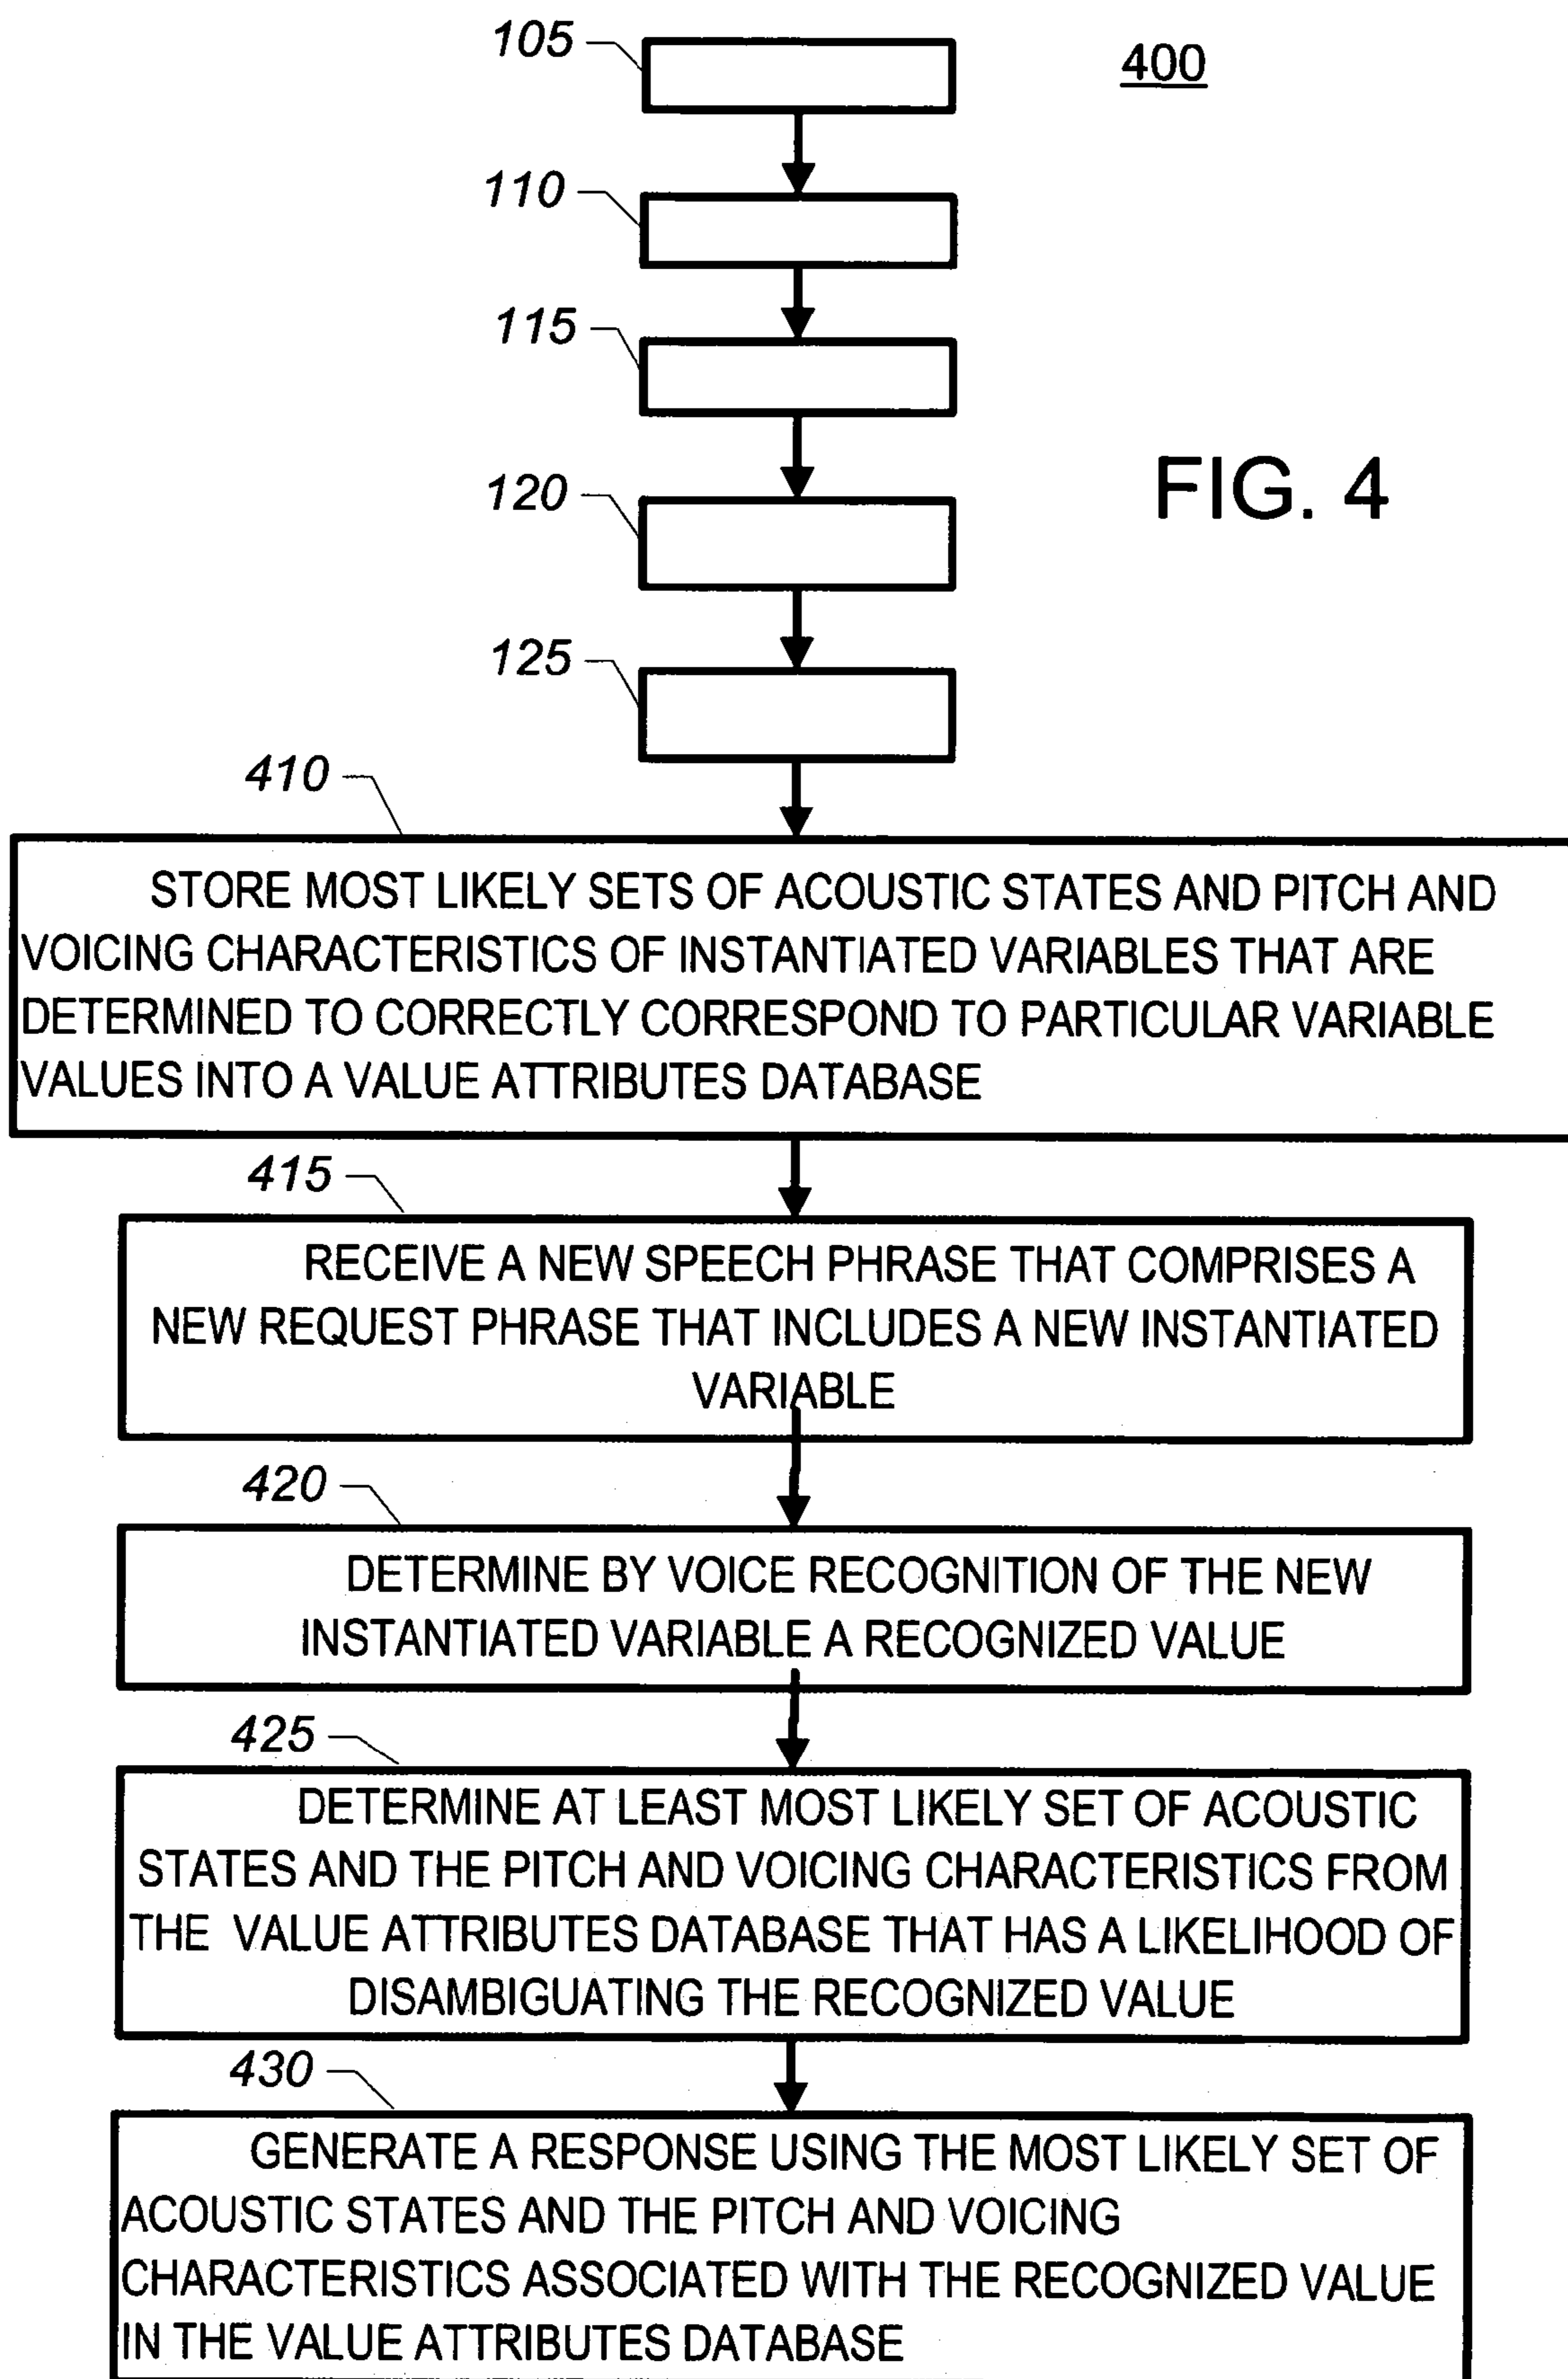 105
400
110
115
FIG. 4
120
125
410
STORE MOST LIKELY SETS OF ACOUSTIC STATES AND PITCH AND
VOICING CHARACTERISTICS OF INSTANTIATED VARIABLES THAT ARE
DETERMINED TO CORRECTLY CORRESPOND TO PARTICULAR VARIABLE
VALUES INTO A VALUE ATTRIBUTES DATABASE
415
RECEIVE A NEW SPEECH PHRASE THAT COMPRISES A
NEW REQUEST PHRASE THAT INCLUDES A NEW INSTANTIATED
VARIABLE
420
DETERMINE BY VOICE RECOGNITION OF THE NEW
INSTANTIATED VARIABLE A RECOGNIZED VALUE
425
DETERMINE AT LEAST MOST LIKELY SET OF ACOUSTIC
STATES AND THE PITCH AND VOICING CHARACTERISTICS FROM
THE VALUE ATTRIBUTES DATABASE THAT HAS A LIKELIHOOD OF
DISAMBIGUATING THE RECOGNIZED VALUE
430
GENERATE A RESPONSE USING THE MOST LIKELY SET OF
ACOUSTIC STATES AND THE PITCH AND VOICING
CHARACTERISTICS ASSOCIATED WITH THE RECOGNIZED VALUE
IN THE VALUE ATTRIBUTES DATABASE